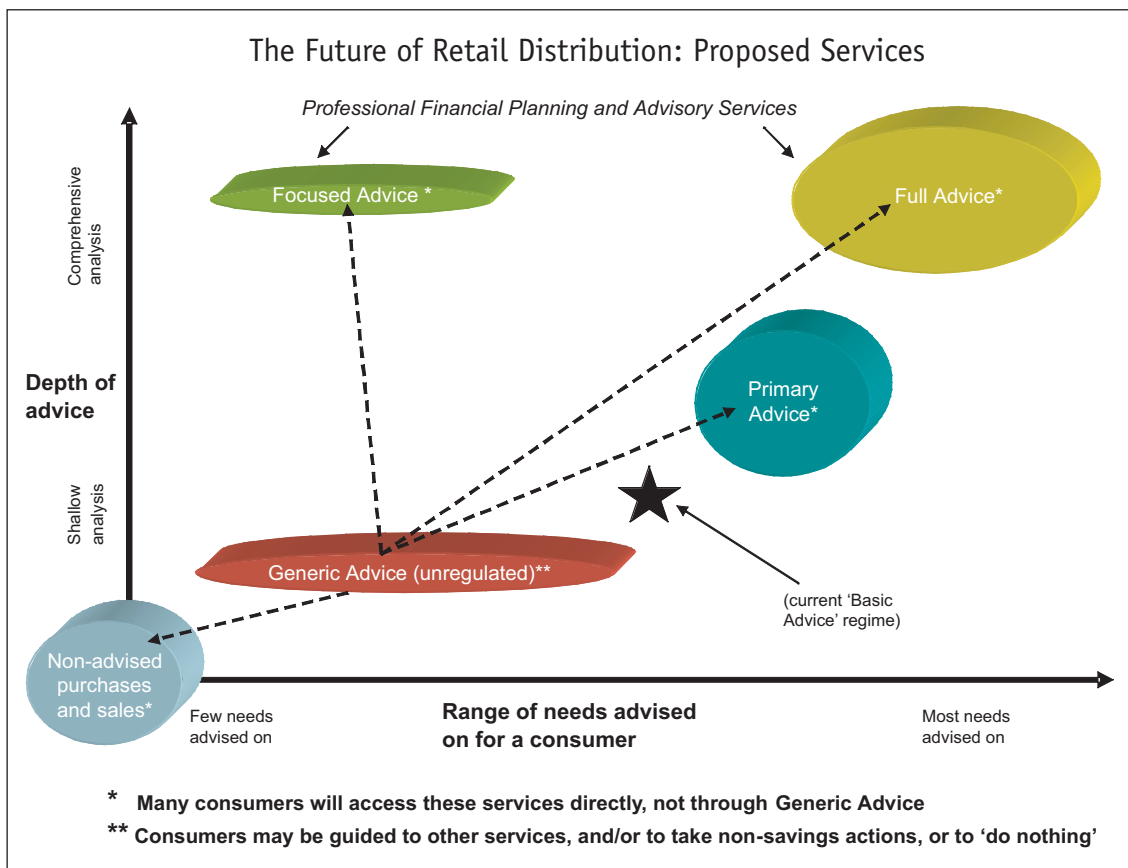 The Future of Retail Distribution: Proposed Services
Professional Financial Planning and Advisory Services
Comprehensive
analysis
Focused Advice *
Full Advice*
Depth of
advice
Primary
Advice*
Shallow
analysis
Generic Advice (unregulated)**
(current ‘Basic
Advice’ regime)
Non-advised
purchases
and sales*
Few needs
advised on
Range of needs advised
on for a consumer
Most needs
advised on
* Many consumers will access these services directly, not through Generic Advice
** Consumers may be guided to other services, and/or to take non-savings actions, or to ‘do nothing’